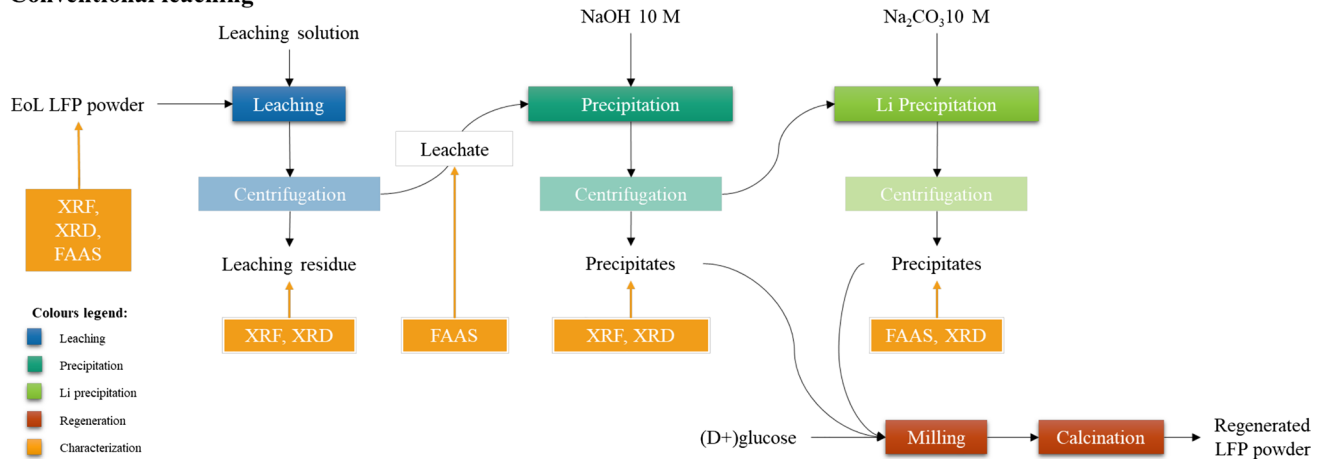 Conventional leaching
NaOH 10 M
Na₂CO₃10 M
Leaching solution
EoL LFP powder
Leaching
Precipitation
Li Precipitation
Leachate
Centrifugation
Centrifugation
Centrifugation
XRF,
XRD,
FAAS
Leaching residue
Precipitates
Precipitates
Colours legend:
Leaching
Precipitation
Li precipitation
Regeneration
Characterization
XRF, XRD
FAAS
XRF, XRD
FAAS, XRD
(D+)glucose
Milling
Calcination
Regenerated
LFP powder